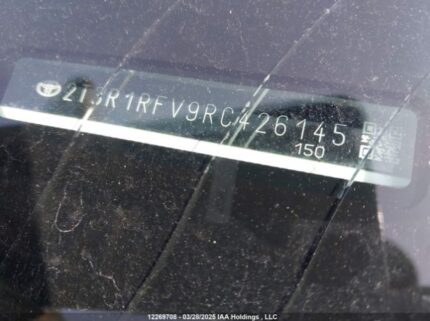 2T3R1RFV9RC426145
150
12269708 - 03/28/2025 IAA Holdings , LLC